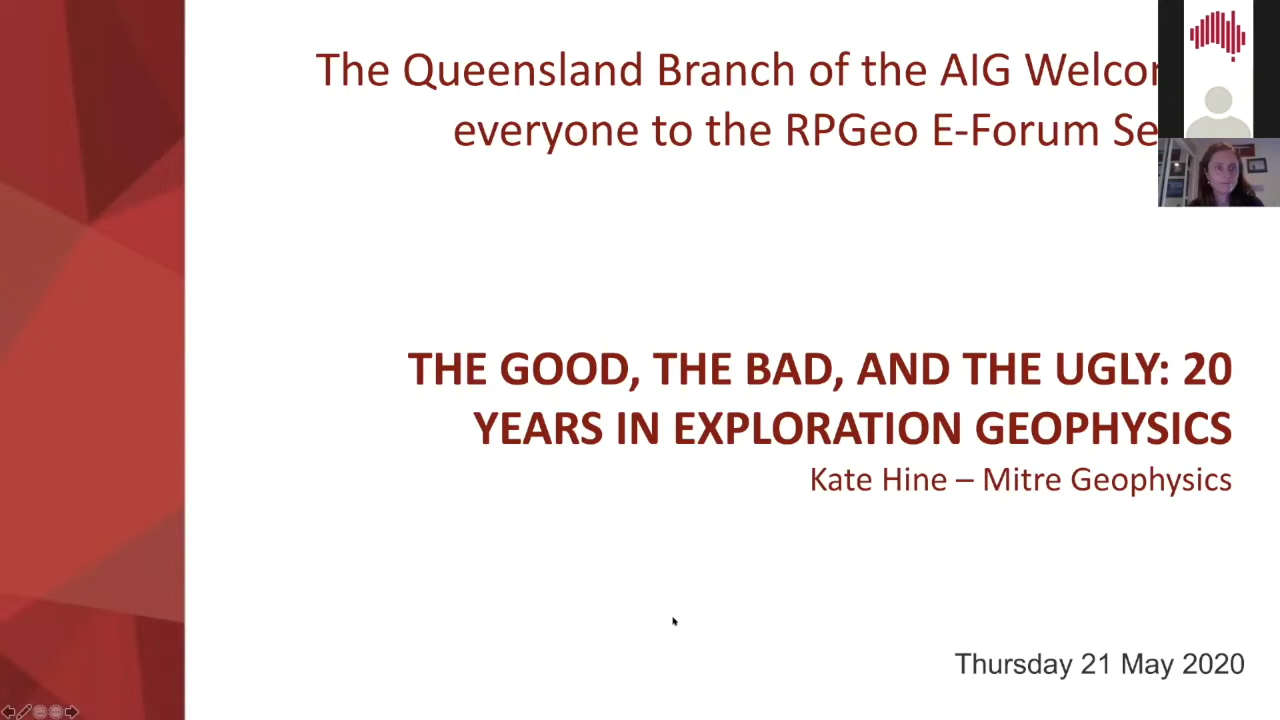 The Queensland Branch of the AIG Welcor
everyone to the RPGeo E-Forum Se
THE GOOD, THE BAD, AND THE UGLY: 20
YEARS IN EXPLORATION GEOPHYSICS
Kate Hine – Mitre Geophysics
Thursday 21 May 2020